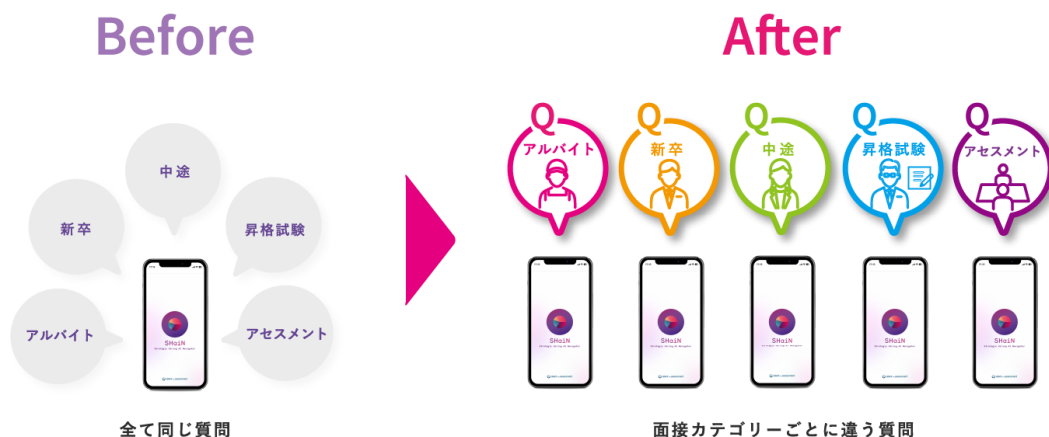 Before
After
中途
新卒
昇格試験
アルバイト
アセスメント
SHaiN
全て同じ質問
Q
アルバイト
Q
新卒
Q
中途
Q
昇格試験
Q
アセスメント
SHaiN
SHaiN
SHaiN
SHaiN
SHaiN
面接カテゴリーごとに違う質問